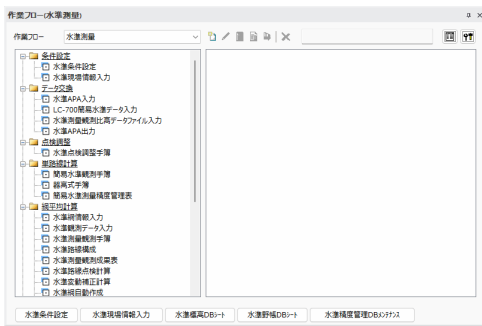 作業フロー(水準測量)
作業フロー 水準測量
条件設定
水準条件設定
水準現場情報入力
データ交換
水準APA入力
LC-700簡易水準データ入力
水準測量観測比高データファイル入力
水準APA出力
点検調整
水準点検調整手簿
単路線計算
簡易水準観測手簿
器高式手簿
簡易水準測量精度管理表
網平均計算
水準網情報入力
水準観測データ入力
水準測量観測手簿
水準路線構成
水準測量観測成果表
水準路線点検計算
水準変動補正計算
水準網自動作成
水準条件設定 水準現場情報入力 水準標高DBシート 水準野帳DBシート 水準精度管理DBメンテナンス